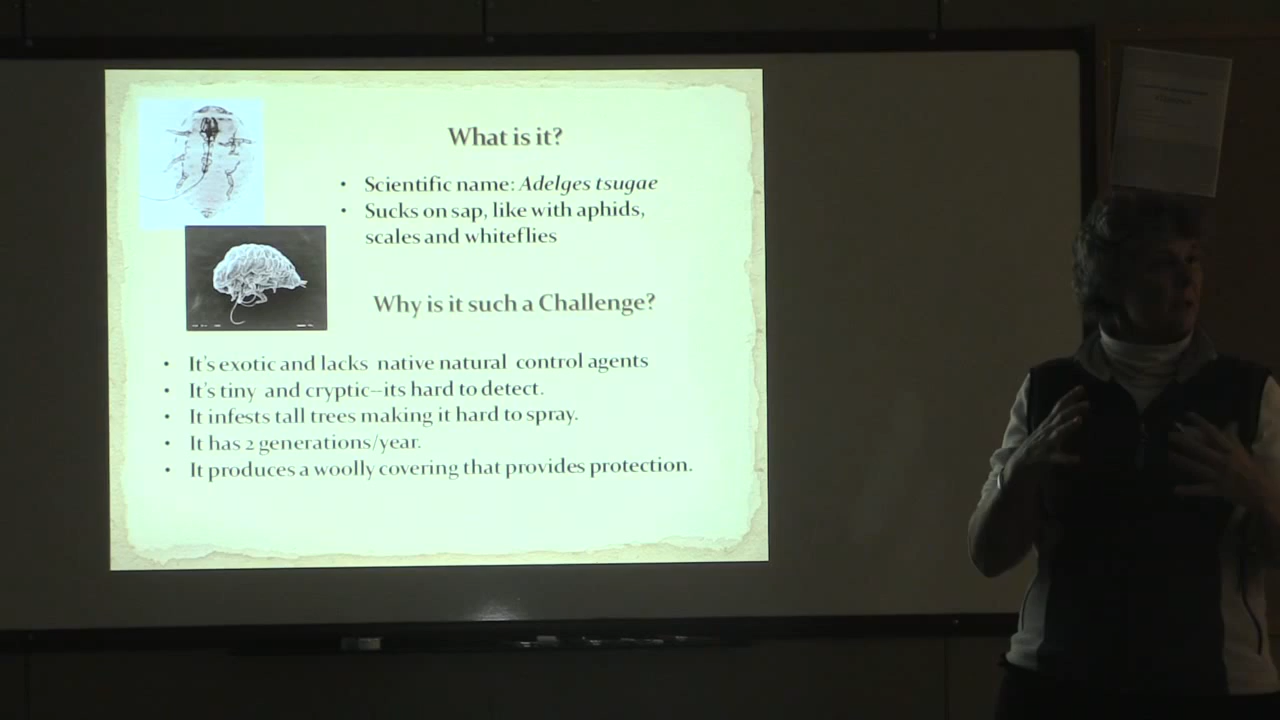 What is it?
• Scientific name: Adelges tsugae
• Sucks on sap, like with aphids,
scales and whiteflies
Why is it such a Challenge?
• It's exotic and lacks native natural control agents
• It's tiny and cryptic–its hard to detect.
• It infests tall trees making it hard to spray.
• It has 2 generations/year.
• It produces a woolly covering that provides protection.